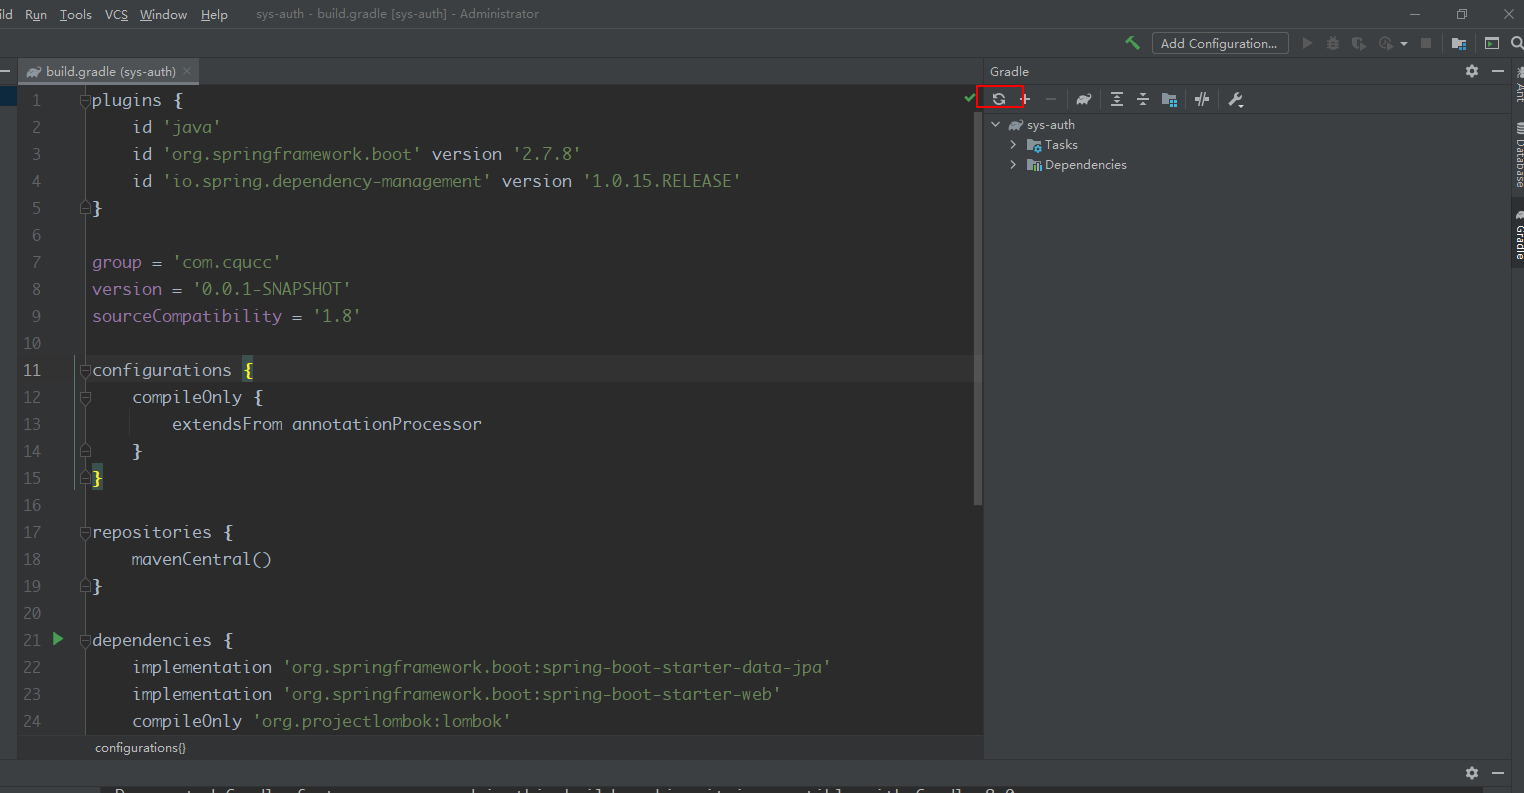 Run Tools VCS Window Help sys-auth - build.gradle [sys-auth] - Administrator
Add Configuration...
build.gradle (sys-auth)
Gradle
1 plugins {
2 id 'java'
3 id 'org.springframework.boot' version '2.7.8'
4 id 'io.spring.dependency-management' version '1.0.15.RELEASE'
5 }
6
7 group = 'com.cqucc'
8 version = '0.0.1-SNAPSHOT'
9 sourceCompatibility = '1.8'
10
11 configurations {
12 compileOnly {
13 extendsFrom annotationProcessor
14 }
15 }
16
17 repositories {
18 mavenCentral()
19 }
20
21 dependencies {
22 implementation 'org.springframework.boot:spring-boot-starter-data-jpa'
23 implementation 'org.springframework.boot:spring-boot-starter-web'
24 compileOnly 'org.projectlombok:lombok'
configurations{}
sys-auth
Tasks
Dependencies
Ant
Database
Gradle